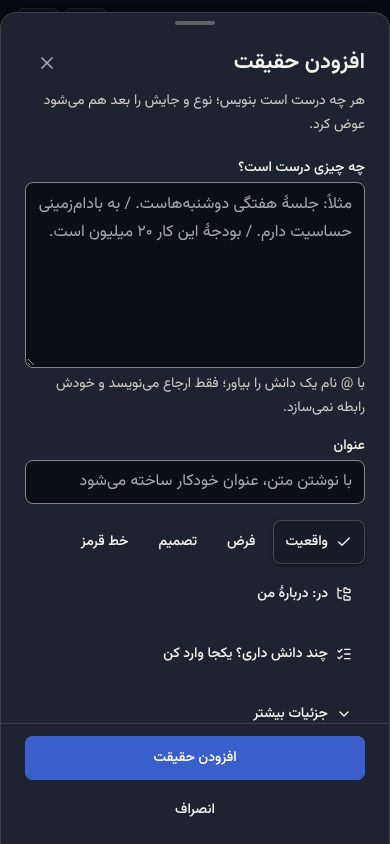 افزودن حقیقت
هر چه درست است بنویس؛ نوع و جایش را بعد هم می‌شود
عوض کرد.
چه چیزی درست است؟
مثلاً: جلسهٔ هفتگی دوشنبه‌هاست. / به بادام‌زمینی
حساسیت دارم. / بودجهٔ این کار ۲۰ میلیون است.
با @ نام یک دانش را بیاور؛ فقط ارجاع می‌نویسد و خودش
رابطه نمی‌سازد.
عنوان
با نوشتن متن، عنوان خودکار ساخته می‌شود
واقعیت فرض تصمیم خط قرمز
در: دربارهٔ من
چند دانش داری؟ یکجا وارد کن
جزئیات بیشتر
افزودن حقیقت
انصراف